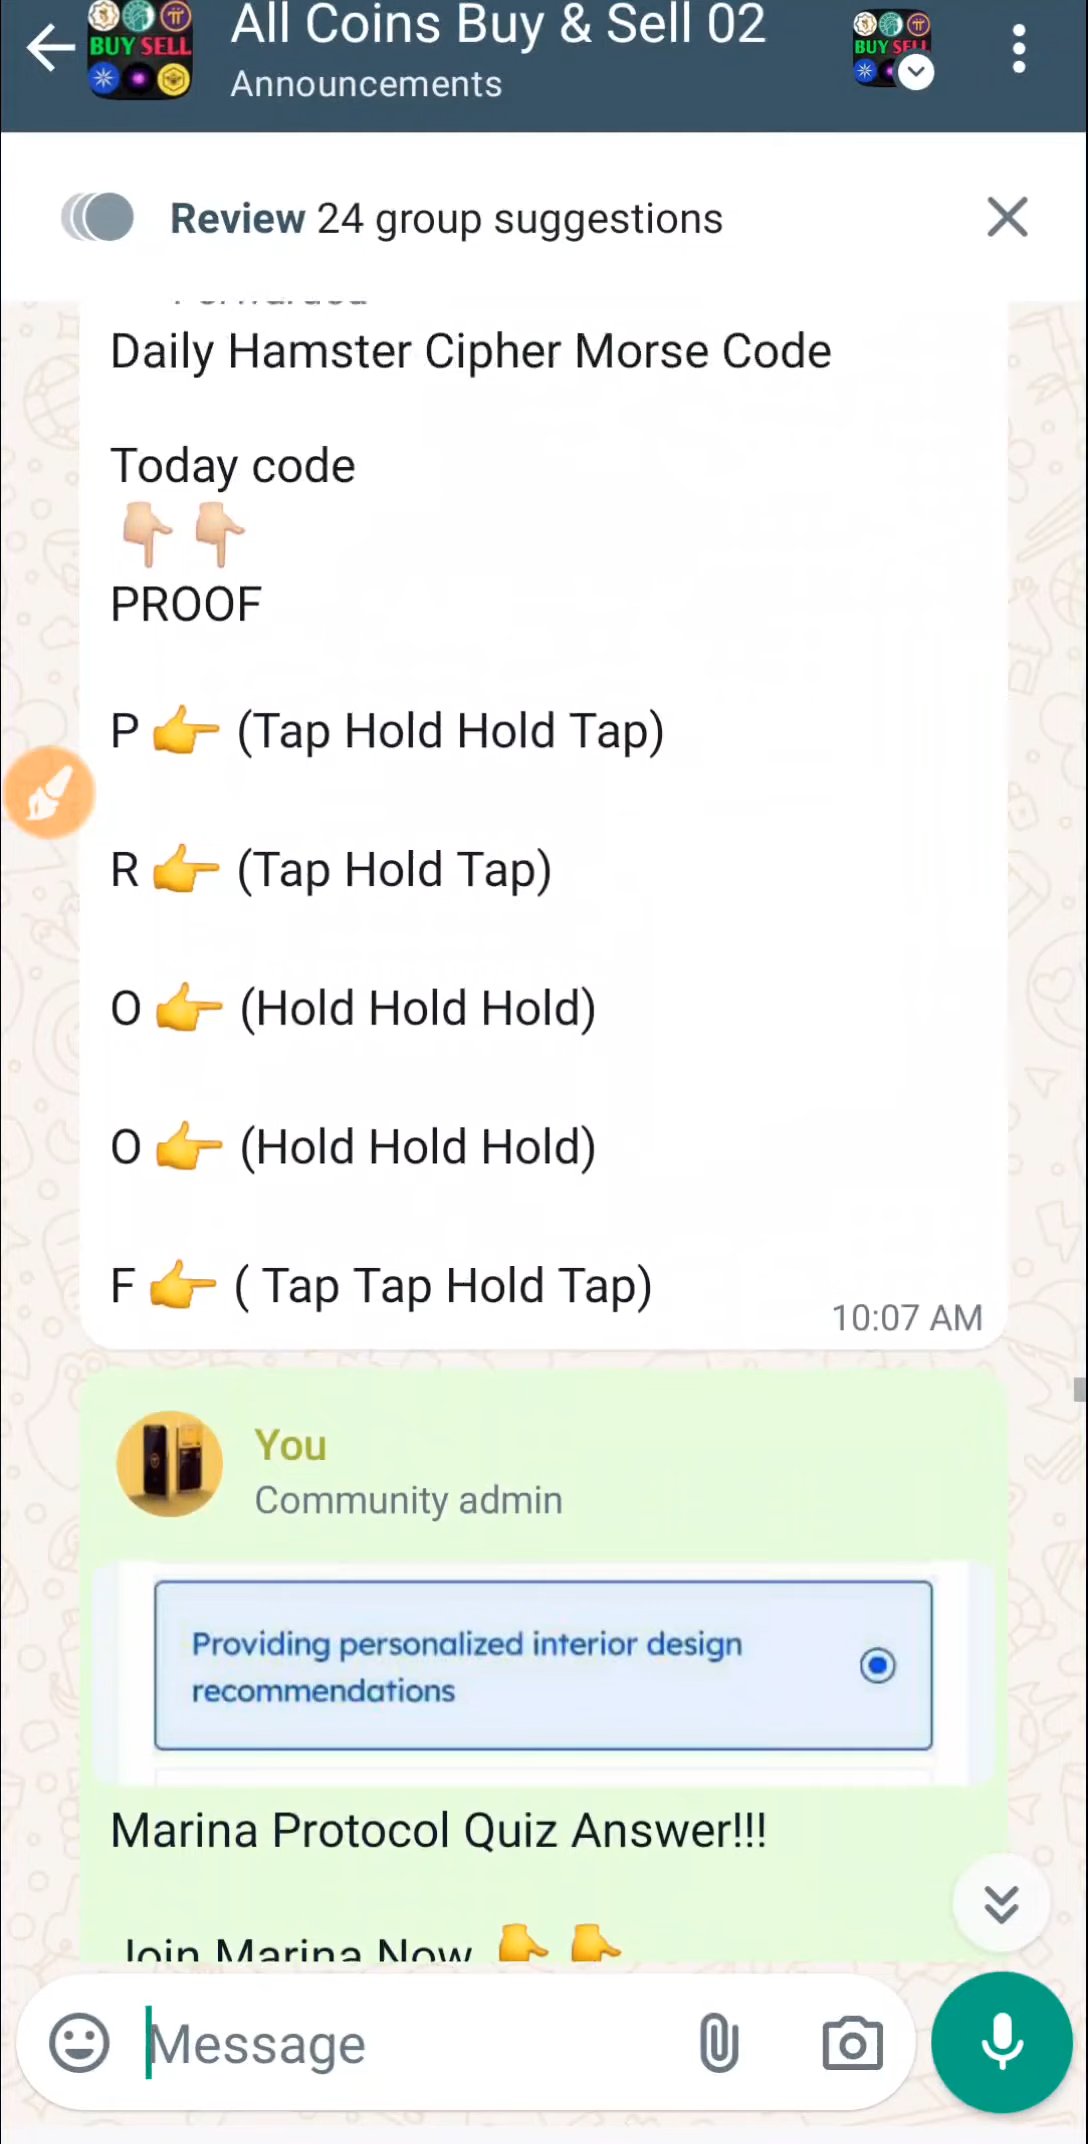 All Coins Buy & Sell 02
BUY SELL
Announcements
BUY SELL
Review 24 group suggestions
Forwarded
Daily Hamster Cipher Morse Code
Today code
👇🏻👇🏻
PROOF
P 👉 (Tap Hold Hold Tap)
R 👉 (Tap Hold Tap)
O 👉 (Hold Hold Hold)
O 👉 (Hold Hold Hold)
F 👉 ( Tap Tap Hold Tap)
10:07 AM
You
Community admin
Providing personalized interior design
recommendations
Marina Protocol Quiz Answer!!!
Join Marina Now 👇👇
Message